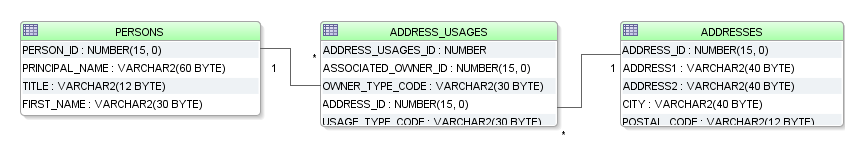 PERSONS
PERSON_ID : NUMBER(15, 0)
PRINCIPAL_NAME : VARCHAR2(60 BYTE)
TITLE : VARCHAR2(12 BYTE)
FIRST_NAME : VARCHAR2(30 BYTE)
1
*
ADDRESS_USAGES
ADDRESS_USAGES_ID : NUMBER
ASSOCIATED_OWNER_ID : NUMBER(15, 0)
OWNER_TYPE_CODE : VARCHAR2(30 BYTE)
ADDRESS_ID : NUMBER(15, 0)
USAGE_TYPE_CODE : VARCHAR2(30 BYTE)
*
1
ADDRESSES
ADDRESS_ID : NUMBER(15, 0)
ADDRESS1 : VARCHAR2(40 BYTE)
ADDRESS2 : VARCHAR2(40 BYTE)
CITY : VARCHAR2(40 BYTE)
POSTAL_CODE : VARCHAR2(12 BYTE)